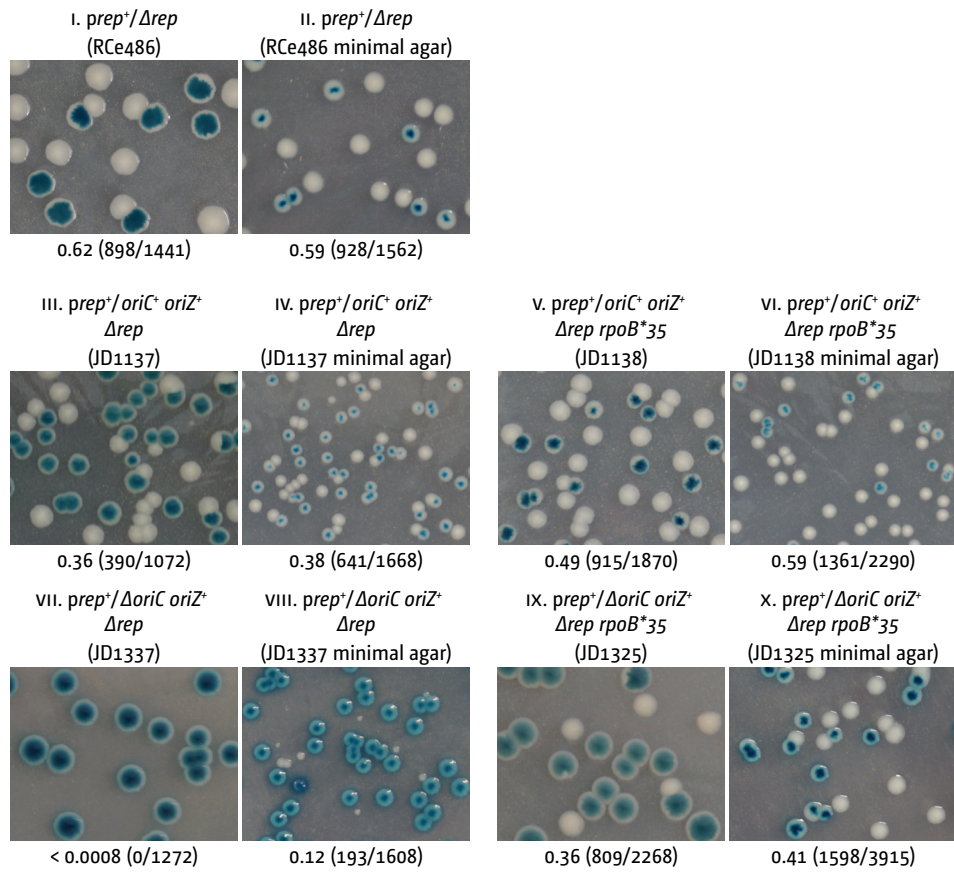 I. prep⁺/Δrep
(RCe486)
II. prep⁺/Δrep
(RCe486 minimal agar)
0.62 (898/1441)
0.59 (928/1562)
III. prep⁺/oriC⁺ oriZ⁺
Δrep
(JD1137)
IV. prep⁺/oriC⁺ oriZ⁺
Δrep
(JD1137 minimal agar)
V. prep⁺/oriC⁺ oriZ⁺
Δrep rpoB*35
(JD1138)
VI. prep⁺/oriC⁺ oriZ⁺
Δrep rpoB*35
(JD1138 minimal agar)
0.36 (390/1072)
0.38 (641/1668)
0.49 (915/1870)
0.59 (1361/2290)
VII. prep⁺/ΔoriC oriZ⁺
Δrep
(JD1337)
VIII. prep⁺/ΔoriC oriZ⁺
Δrep
(JD1337 minimal agar)
IX. prep⁺/ΔoriC oriZ⁺
Δrep rpoB*35
(JD1325)
X. prep⁺/ΔoriC oriZ⁺
Δrep rpoB*35
(JD1325 minimal agar)
< 0.0008 (0/1272)
0.12 (193/1608)
0.36 (809/2268)
0.41 (1598/3915)